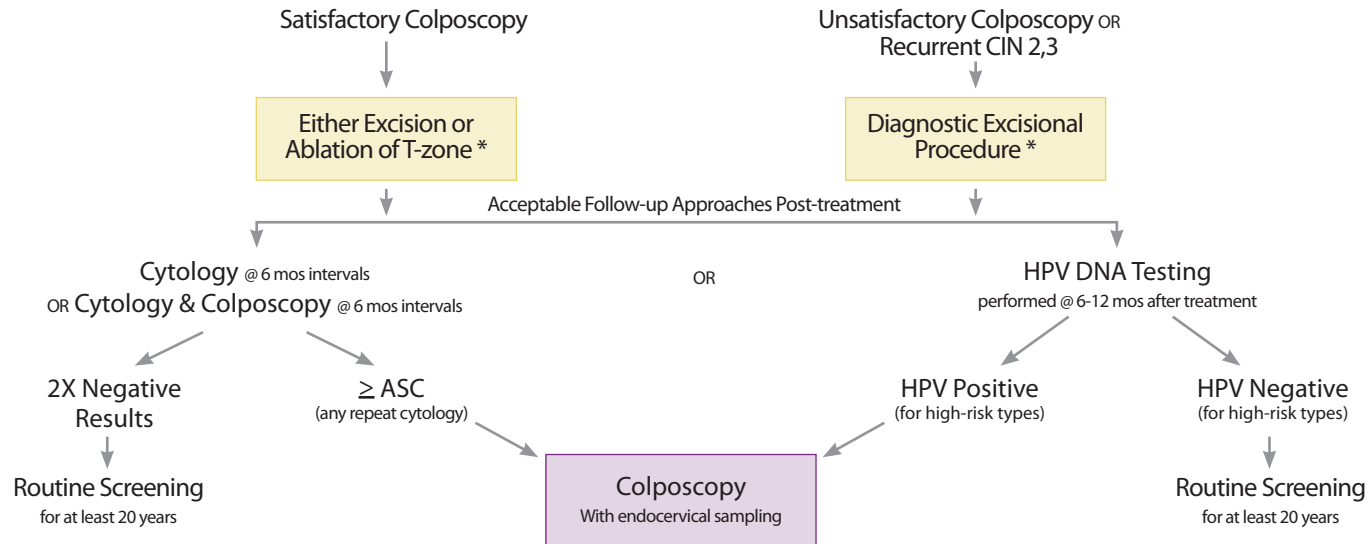 Satisfactory Colposcopy
Unsatisfactory Colposcopy OR
Recurrent CIN 2,3
Either Excision or
Ablation of T-zone *
Diagnostic Excisional
Procedure *
Acceptable Follow-up Approaches Post-treatment
Cytology @ 6 mos intervals
OR Cytology & Colposcopy @ 6 mos intervals
OR
HPV DNA Testing
performed @ 6-12 mos after treatment
2X Negative
Results
≥ ASC
(any repeat cytology)
HPV Positive
(for high-risk types)
HPV Negative
(for high-risk types)
Routine Screening
for at least 20 years
Colposcopy
With endocervical sampling
Routine Screening
for at least 20 years